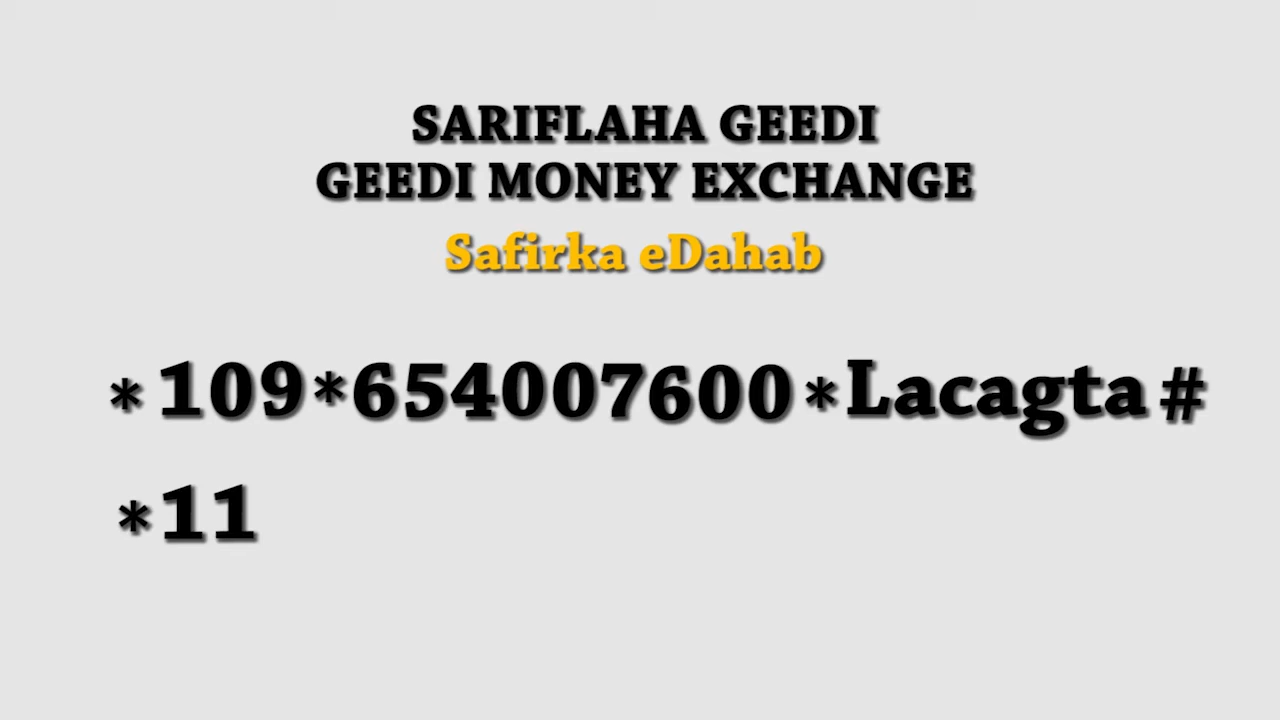 SARIFLAHA GEEDI
GEEDI MONEY EXCHANGE
Safirka eDahab
*109*654007600*Lacagta#
*11